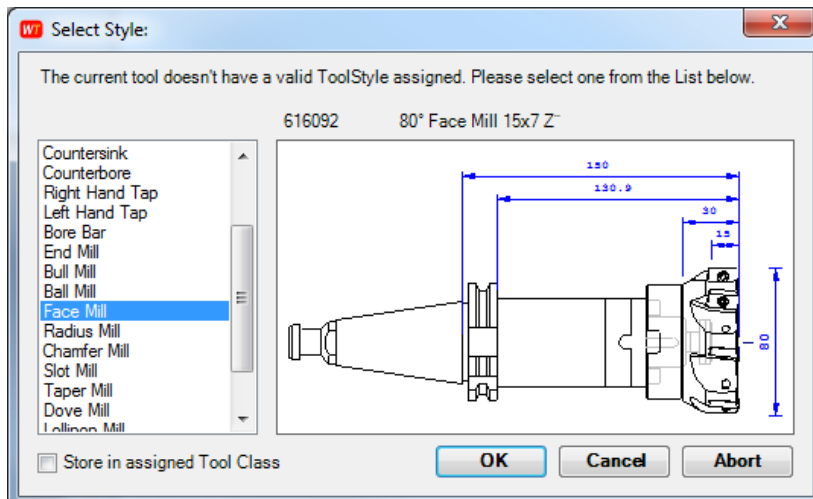 WT Select Style:
The current tool doesn't have a valid ToolStyle assigned. Please select one from the List below.
616092 80° Face Mill 15x7 Z¯
Countersink
Counterbore
Right Hand Tap
Left Hand Tap
Bore Bar
End Mill
Bull Mill
Ball Mill
Face Mill
Radius Mill
Chamfer Mill
Slot Mill
Taper Mill
Dove Mill
Lollipop Mill
150
130.9
30
15
80
Store in assigned Tool Class
OK Cancel Abort